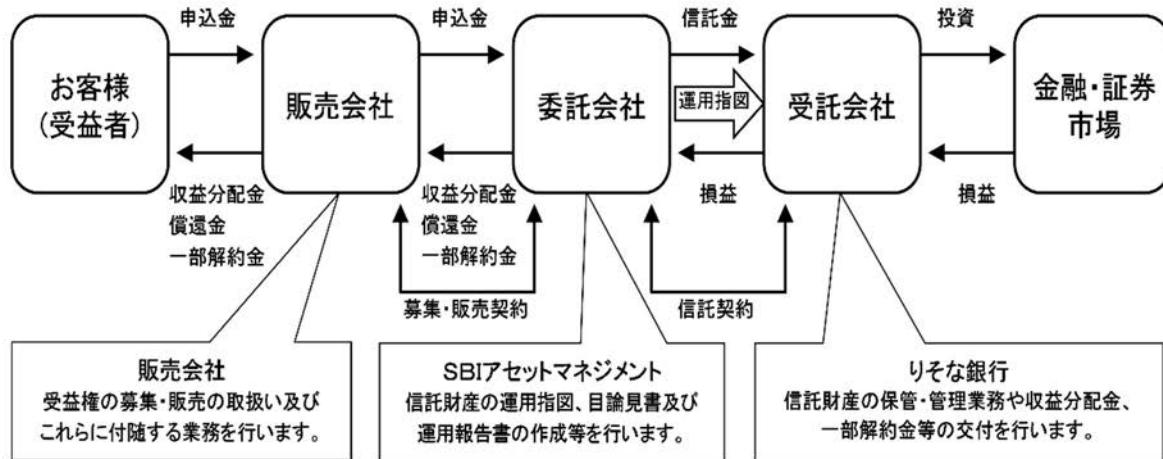 申込金
申込金
信託金
投資
お客様
(受益者)
販売会社
委託会社
運用指図
受託会社
金融・証券
市場
収益分配金
償還金
一部解約金
収益分配金
償還金
一部解約金
損益
損益
募集・販売契約
信託契約
販売会社
受益権の募集・販売の取扱い及び
これらに付随する業務を行います。
SBIアセットマネジメント
信託財産の運用指図、目論見書及び
運用報告書の作成等を行います。
りそな銀行
信託財産の保管・管理業務や収益分配金、
一部解約金等の交付を行います。